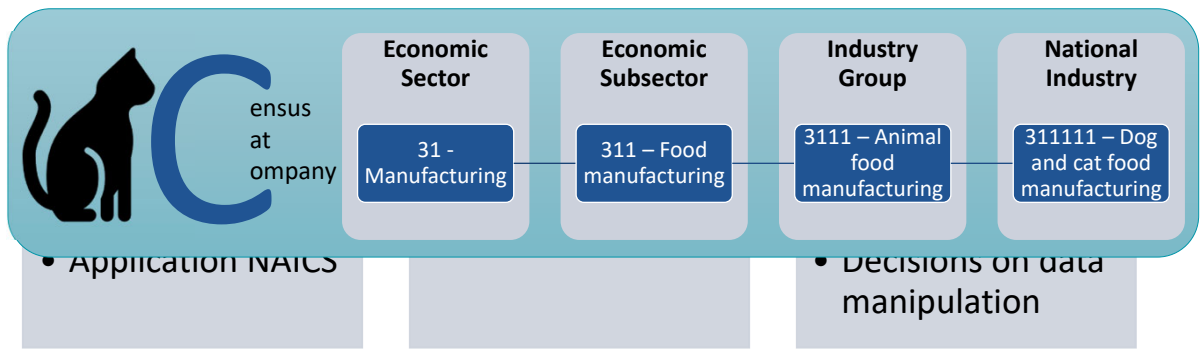 Economic
Sector
Economic
Subsector
Industry
Group
National
Industry
C
ensus
at
ompany
31 -
Manufacturing
311 – Food
manufacturing
3111 – Animal
food
manufacturing
311111 – Dog
and cat food
manufacturing
• Application NAICS
• Decisions on data
manipulation